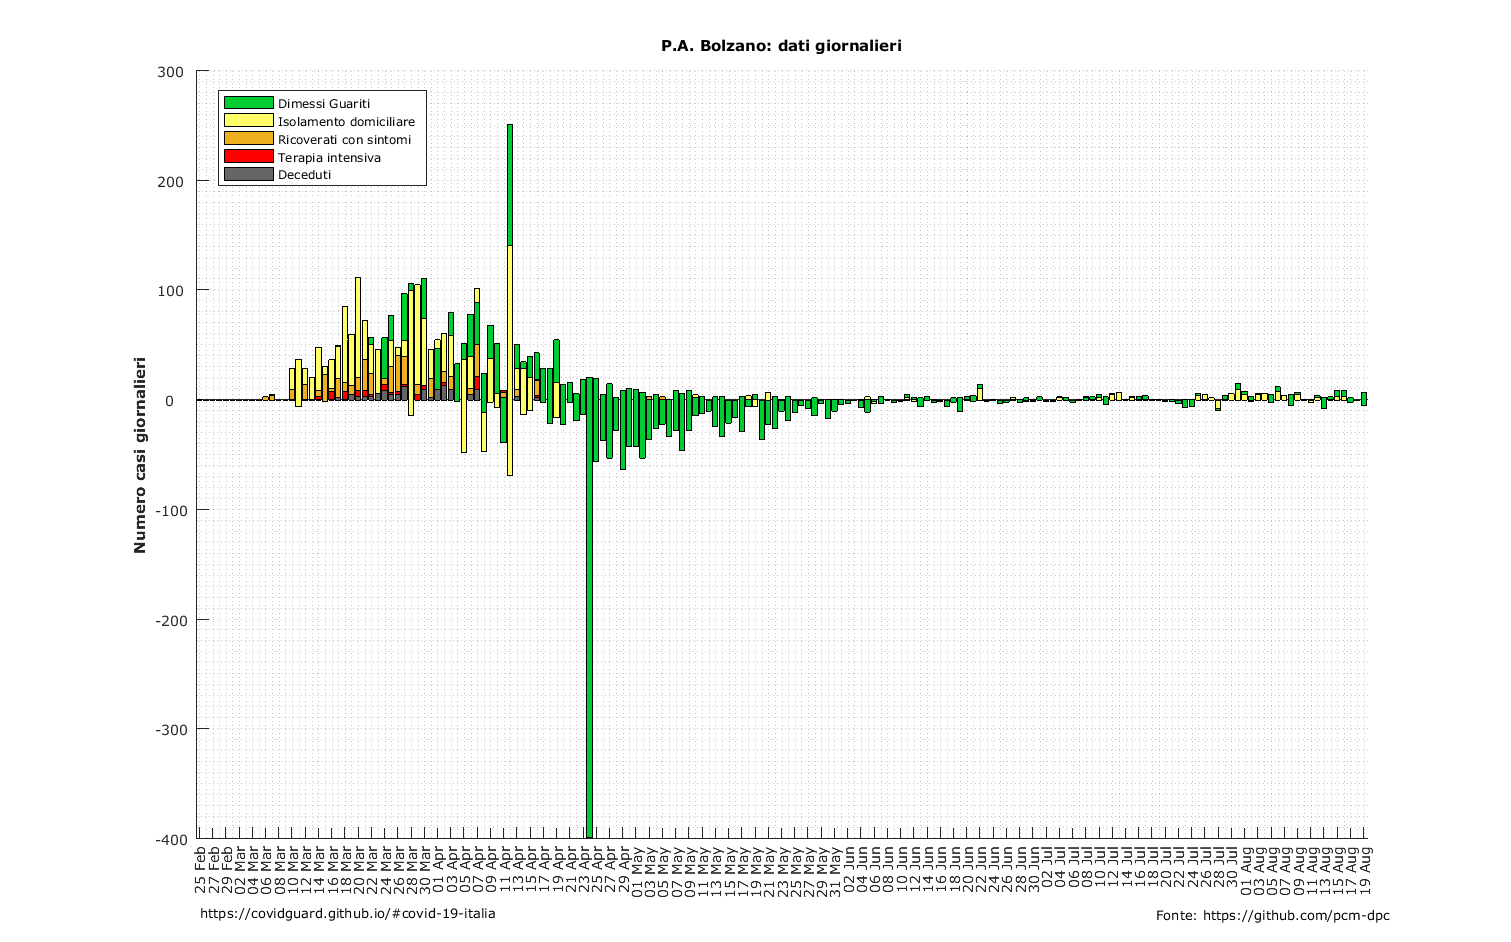 P.A. Bolzano: dati giornalieri
300
200
100
0
-100
-200
-300
-400
Numero casi giornalieri
Dimessi Guariti
Isolamento domiciliare
Ricoverati con sintomi
Terapia intensiva
Deceduti
25 Feb
27 Feb
29 Feb
02 Mar
04 Mar
06 Mar
08 Mar
10 Mar
12 Mar
14 Mar
16 Mar
18 Mar
20 Mar
22 Mar
24 Mar
26 Mar
28 Mar
30 Mar
01 Apr
03 Apr
05 Apr
07 Apr
09 Apr
11 Apr
13 Apr
15 Apr
17 Apr
19 Apr
21 Apr
23 Apr
25 Apr
27 Apr
29 Apr
01 May
03 May
05 May
07 May
09 May
11 May
13 May
15 May
17 May
19 May
21 May
23 May
25 May
27 May
29 May
31 May
02 Jun
04 Jun
06 Jun
08 Jun
10 Jun
12 Jun
14 Jun
16 Jun
18 Jun
20 Jun
22 Jun
24 Jun
26 Jun
28 Jun
30 Jun
02 Jul
04 Jul
06 Jul
08 Jul
10 Jul
12 Jul
14 Jul
16 Jul
18 Jul
20 Jul
22 Jul
24 Jul
26 Jul
28 Jul
30 Jul
01 Aug
03 Aug
05 Aug
07 Aug
09 Aug
11 Aug
13 Aug
15 Aug
17 Aug
19 Aug
https://covidguard.github.io/#covid-19-italia
Fonte: https://github.com/pcm-dpc